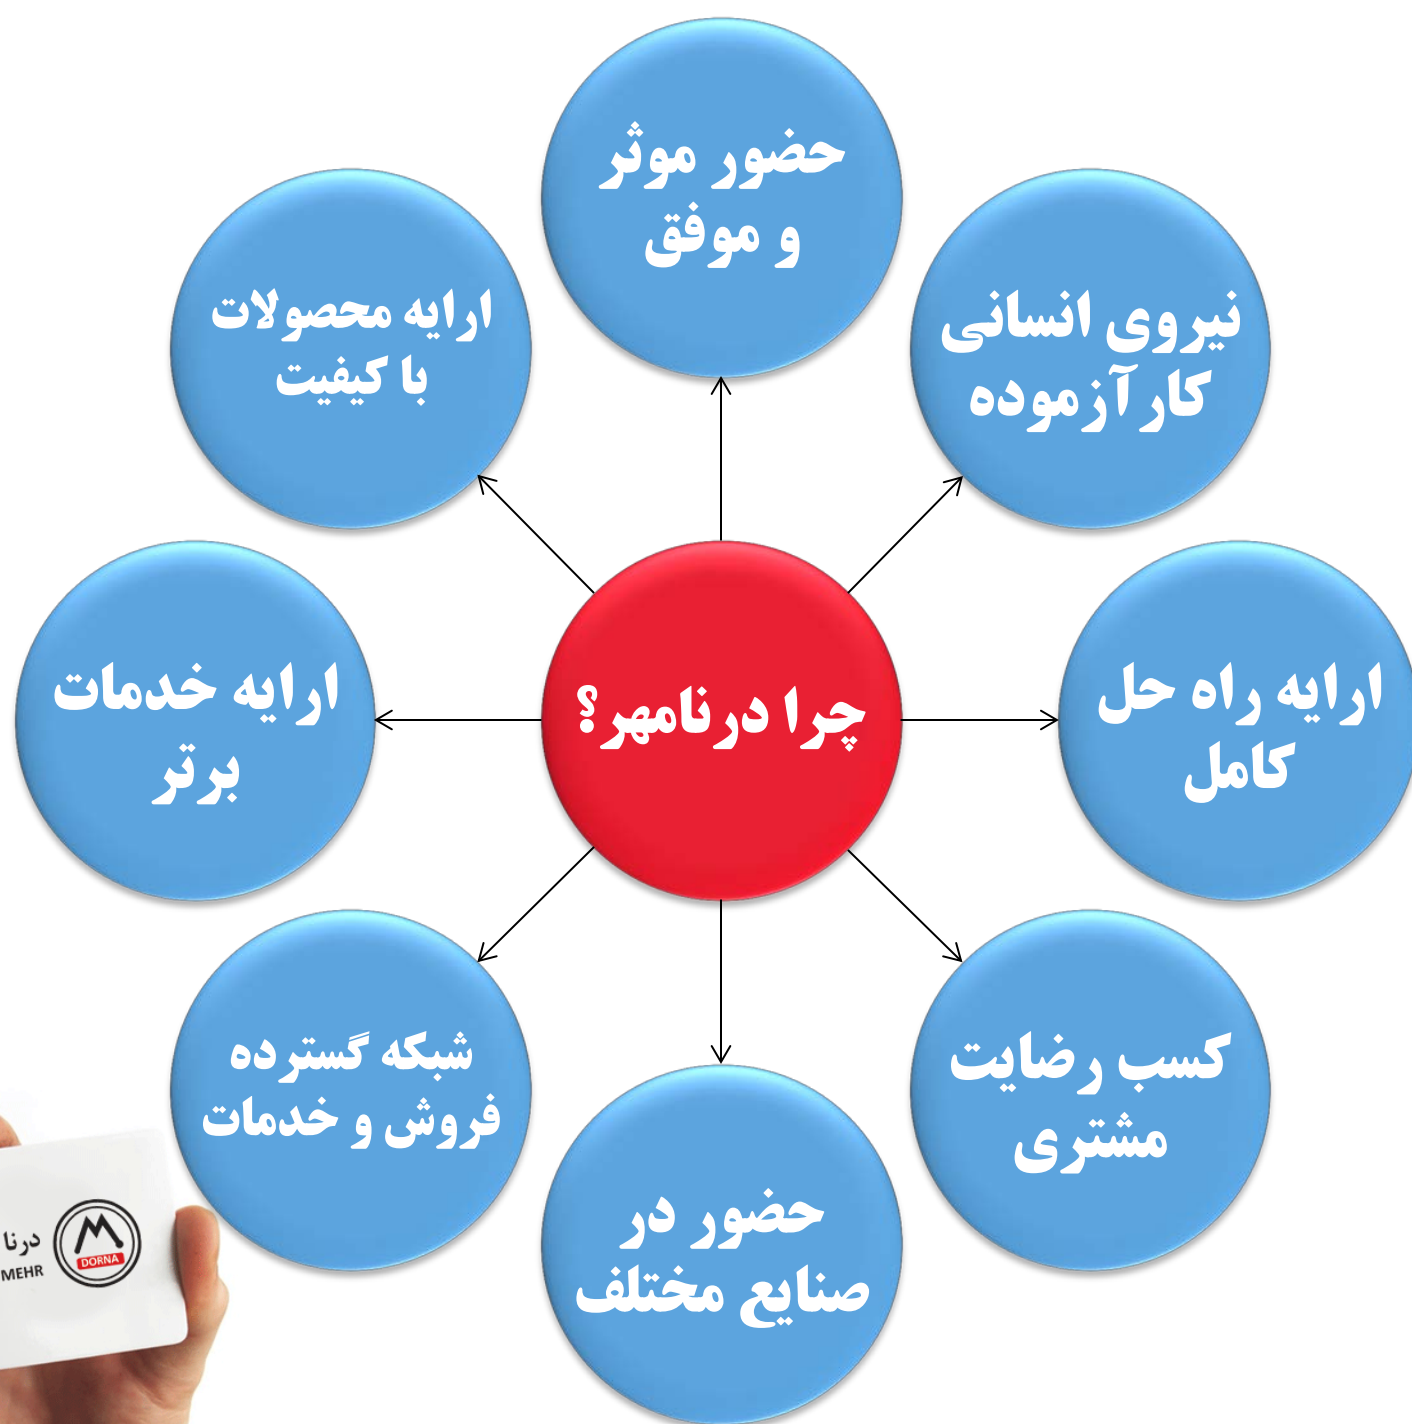 حضور موثر
و موفق
نیروی انسانی
کارآزموده
ارایه محصولات
با کیفیت
ارایه راه حل
کامل
چرا درنامهر؟
ارایه خدمات
برتر
کسب رضایت
مشتری
شبکه گسترده
فروش و خدمات
حضور در
صنایع مختلف
درنا
MEHR
DORNA